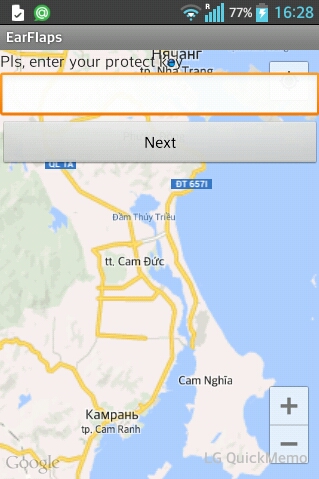 R
77%
16:28
EarFlaps
Нячанг
Pls, enter your protect key
tp. Nha Trang
Next
QL 1A
ĐT 657I
Đầm Thủy Triều
tt. Cam Đức
Cam Nghĩa
Камрань
tp. Cam Ranh
+
−
Google
LG QuickMemo